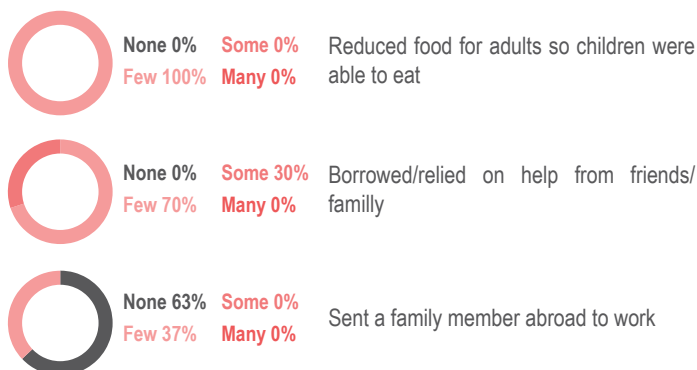 None 0% Some 0%
Few 100% Many 0%
Reduced food for adults so children were
able to eat
None 0% Some 30%
Few 70% Many 0%
Borrowed/relied on help from friends/
familly
None 63% Some 0%
Few 37% Many 0%
Sent a family member abroad to work